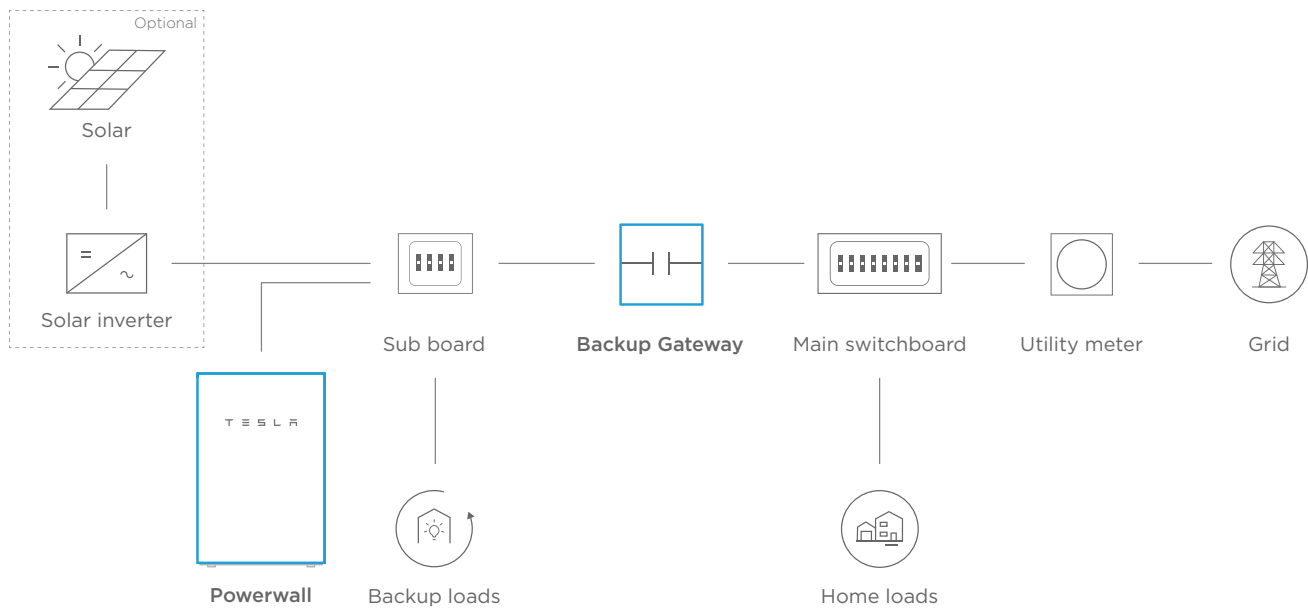 Optional
Solar
Solar inverter
Sub board
Backup Gateway
Main switchboard
Utility meter
Grid
TESLA
Powerwall
Backup loads
Home loads